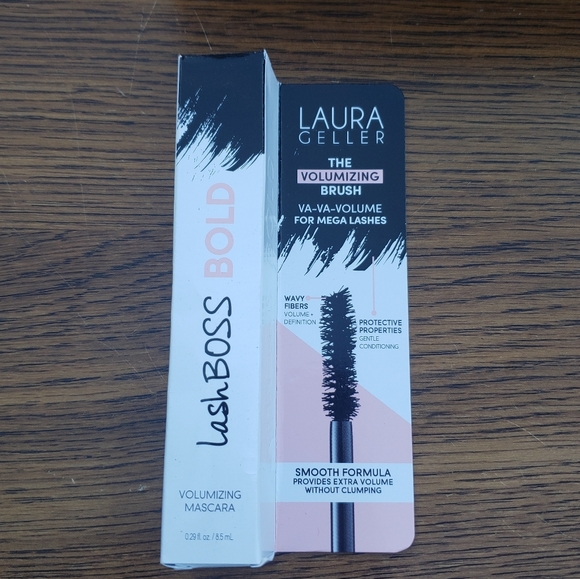 lashBOSS BOLD
VOLUMIZING
MASCARA
0.29 fl. oz. / 8.5 mL
LAURA
GELLER
THE
VOLUMIZING
BRUSH
VA-VA-VOLUME
FOR MEGA LASHES
WAVY
FIBERS
VOLUME +
DEFINITION
PROTECTIVE
PROPERTIES
GENTLE
CONDITIONING
SMOOTH FORMULA
PROVIDES EXTRA VOLUME
WITHOUT CLUMPING